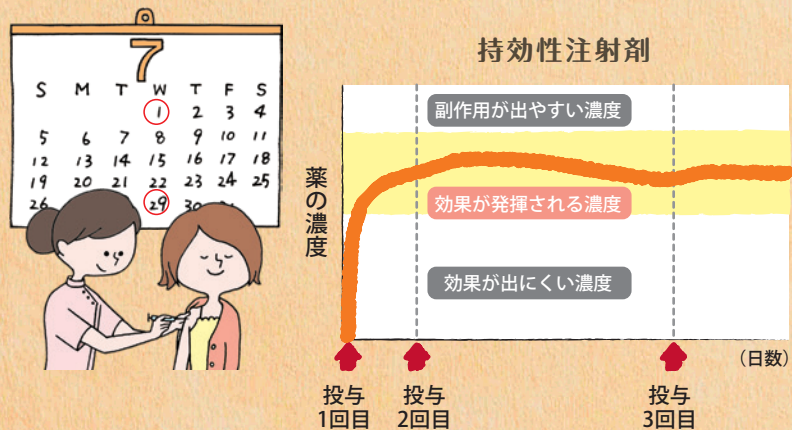 7
S M T W T F S
1 2 3 4
5 6 7 8 9 10 11
12 13 14 15 16 17 18
19 20 21 22 23 24 25
26 29 30
持効性注射剤
薬の濃度
副作用が出やすい濃度
効果が発揮される濃度
効果が出にくい濃度
(日数)
投与
1回目
投与
2回目
投与
3回目